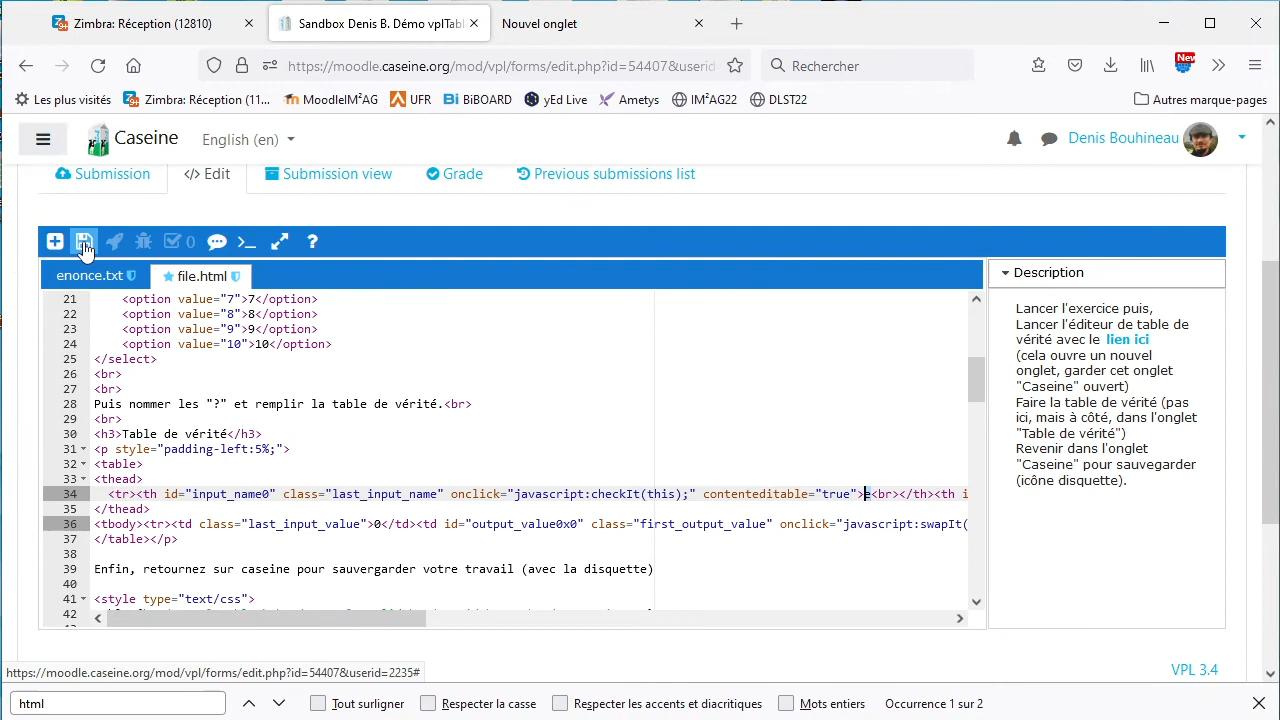 Zimbra: Réception (12810)
Sandbox Denis B. Démo vplTabl
Nouvel onglet
https://moodle.caseine.org/mod/vpl/forms/edit.php?id=54407&userid
Rechercher
New
Les plus visités
Zimbra: Réception (11...
MoodleIM²AG
UFR
BiBOARD
yEd Live
Ametys
IM²AG22
DLST22
Autres marque-pages
Caseine
English (en)
Denis Bouhineau
Submission
</> Edit
Submission view
Grade
Previous submissions list
0
enonce.txt
file.html
21 <option value="7">7</option>
22 <option value="8">8</option>
23 <option value="9">9</option>
24 <option value="10">10</option>
25 </select>
26 <br>
27 <br>
28 Puis nommer les "?" et remplir la table de vérité.<br>
29 <br>
30 <h3>Table de vérité</h3>
31 <p style="padding-left:5%;">
32 <table>
33 <thead>
34 <tr><th id="input_name0" class="last_input_name" onclick="javascript:checkIt(this);" contenteditable="true">e<br></th><th i
35 </thead>
36 <tbody><tr><td class="last_input_value">0</td><td id="output_value0x0" class="first_output_value" onclick="javascript:swapIt(
37 </table></p>
38
39 Enfin, retournez sur caseine pour sauvergarder votre travail (avec la disquette)
40
41 <style type="text/css">
42
Description
Lancer l'exercice puis,
Lancer l'éditeur de table de
vérité avec le lien ici
(cela ouvre un nouvel
onglet, garder cet onglet
"Caseine" ouvert)
Faire la table de vérité (pas
ici, mais à côté, dans l'onglet
"Table de vérité")
Revenir dans l'onglet
"Caseine" pour sauvegarder
(icône disquette).
https://moodle.caseine.org/mod/vpl/forms/edit.php?id=54407&userid=2235#
VPL 3.4
html
Tout surligner
Respecter la casse
Respecter les accents et diacritiques
Mots entiers
Occurrence 1 sur 2